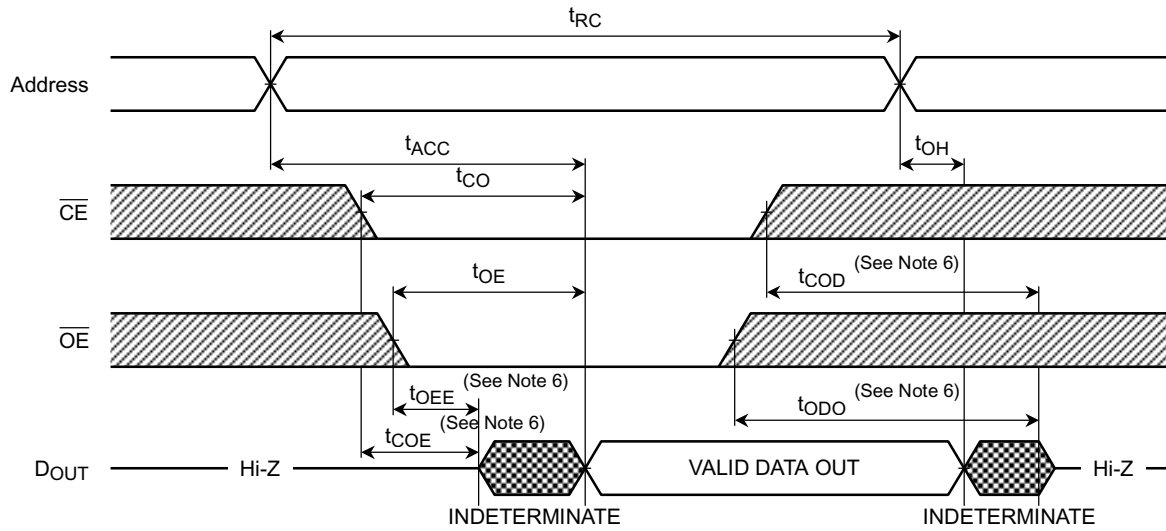 tRC
Address
tACC
tOH
tCO
CE
(See Note 6)
tCOD
tOE
OE
(See Note 6)
(See Note 6)
tOEE
tODO
(See Note 6)
tCOE
DOUT
Hi-Z
VALID DATA OUT
Hi-Z
INDETERMINATE
INDETERMINATE